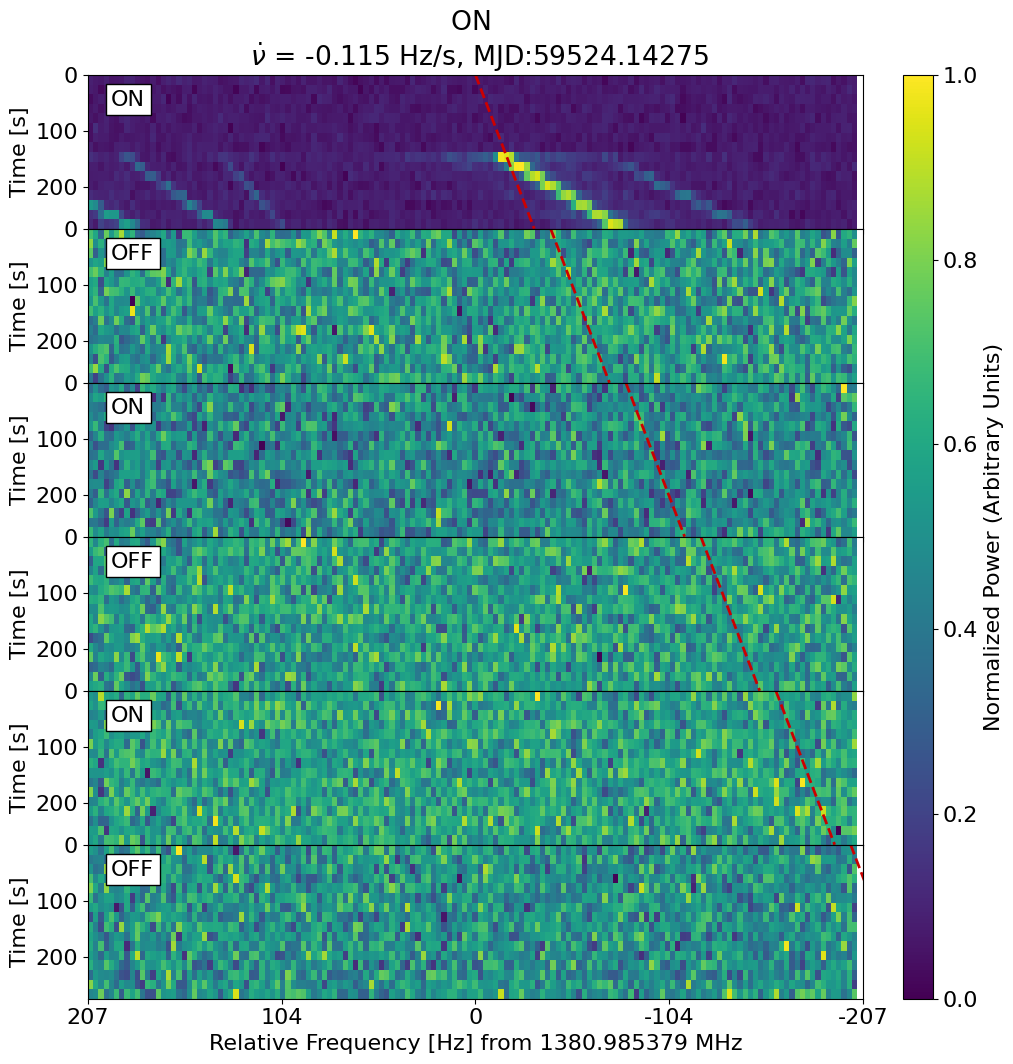 ON
ν̇ = -0.115 Hz/s, MJD:59524.14275
0
100
200
Time [s]
ON
0
100
200
Time [s]
OFF
0
100
200
Time [s]
ON
0
100
200
Time [s]
OFF
0
100
200
Time [s]
ON
0
100
200
Time [s]
OFF
207 104 0 -104 -207
Relative Frequency [Hz] from 1380.985379 MHz
1.0
0.8
0.6
0.4
0.2
0.0
Normalized Power (Arbitrary Units)